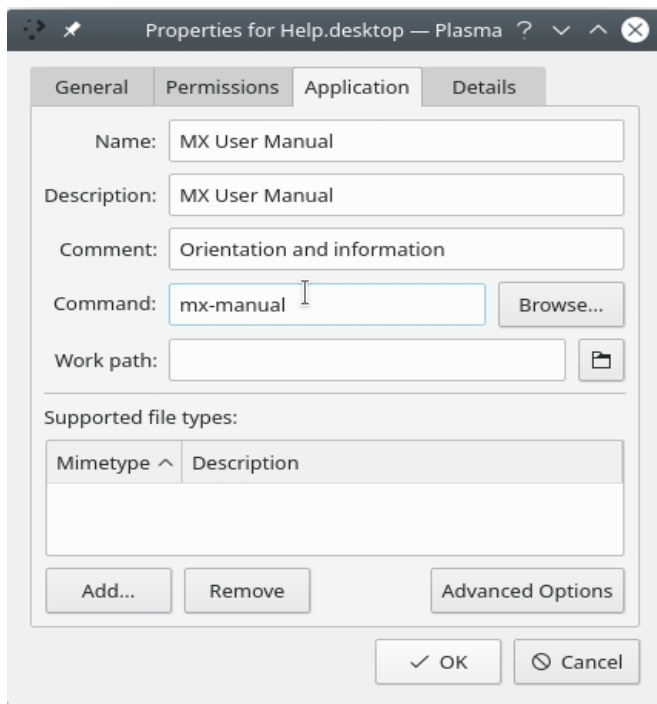 Properties for Help.desktop — Plasma ?
General Permissions Application Details
Name: MX User Manual
Description: MX User Manual
Comment: Orientation and information
Command: mx-manual Browse...
Work path:
Supported file types:
Mimetype Description
Add... Remove Advanced Options
OK Cancel